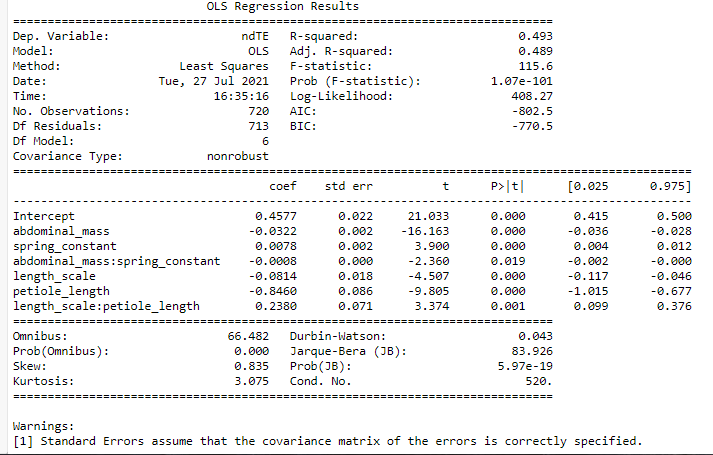 OLS Regression Results
==============================================================================
Dep. Variable: ndTE R-squared: 0.493
Model: OLS Adj. R-squared: 0.489
Method: Least Squares F-statistic: 115.6
Date: Tue, 27 Jul 2021 Prob (F-statistic): 1.07e-101
Time: 16:35:16 Log-Likelihood: 408.27
No. Observations: 720 AIC: -802.5
Df Residuals: 713 BIC: -770.5
Df Model: 6
Covariance Type: nonrobust
==============================================================================
coef std err t P>|t| [0.025 0.975]
------------------------------------------------------------------------------
Intercept 0.4577 0.022 21.033 0.000 0.415 0.500
abdominal_mass -0.0322 0.002 -16.163 0.000 -0.036 -0.028
spring_constant 0.0078 0.002 3.900 0.000 0.004 0.012
abdominal_mass:spring_constant -0.0008 0.000 -2.360 0.019 -0.002 -0.000
length_scale -0.0814 0.018 -4.507 0.000 -0.117 -0.046
petiole_length -0.8460 0.086 -9.805 0.000 -1.015 -0.677
length_scale:petiole_length 0.2380 0.071 3.374 0.001 0.099 0.376
==============================================================================
Omnibus: 66.482 Durbin-Watson: 0.043
Prob(Omnibus): 0.000 Jarque-Bera (JB): 83.926
Skew: 0.835 Prob(JB): 5.97e-19
Kurtosis: 3.075 Cond. No. 520.
==============================================================================
Warnings:
[1] Standard Errors assume that the covariance matrix of the errors is correctly specified.